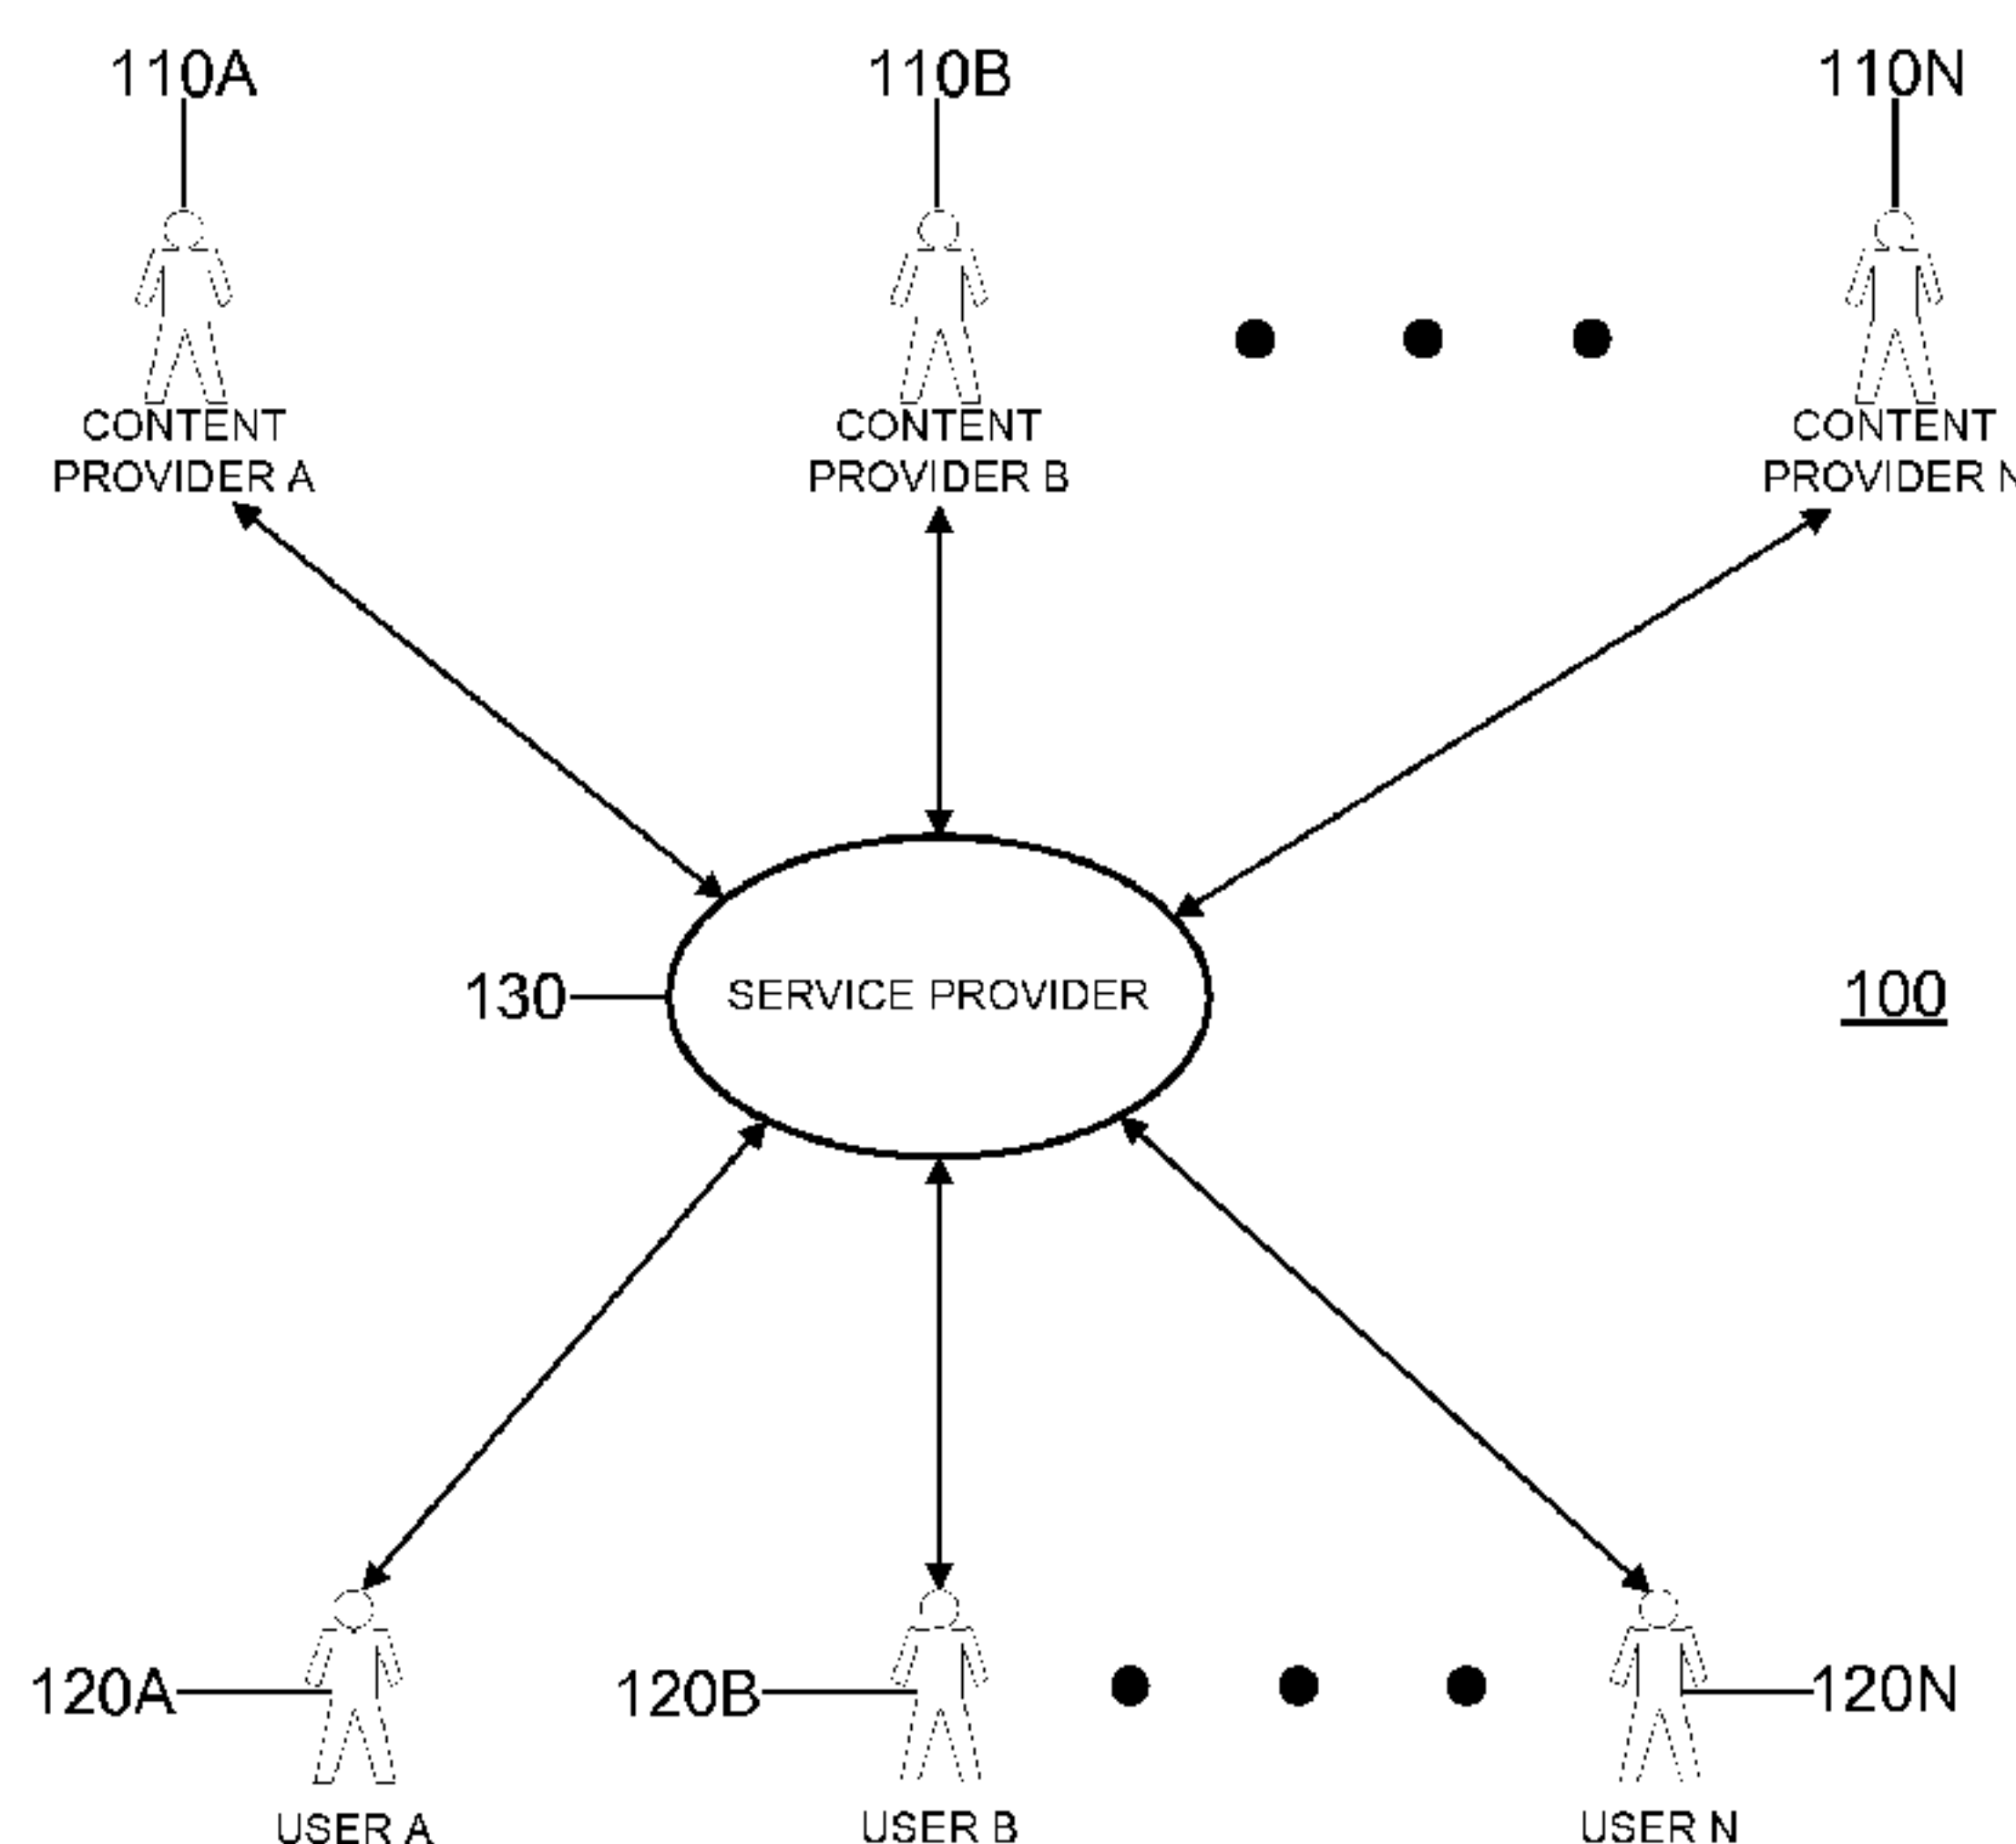 110A 110B 110N
CONTENT PROVIDER A
CONTENT PROVIDER B
CONTENT PROVIDER N
130
SERVICE PROVIDER
100
120A
120B
120N
USER A
USER B
USER N